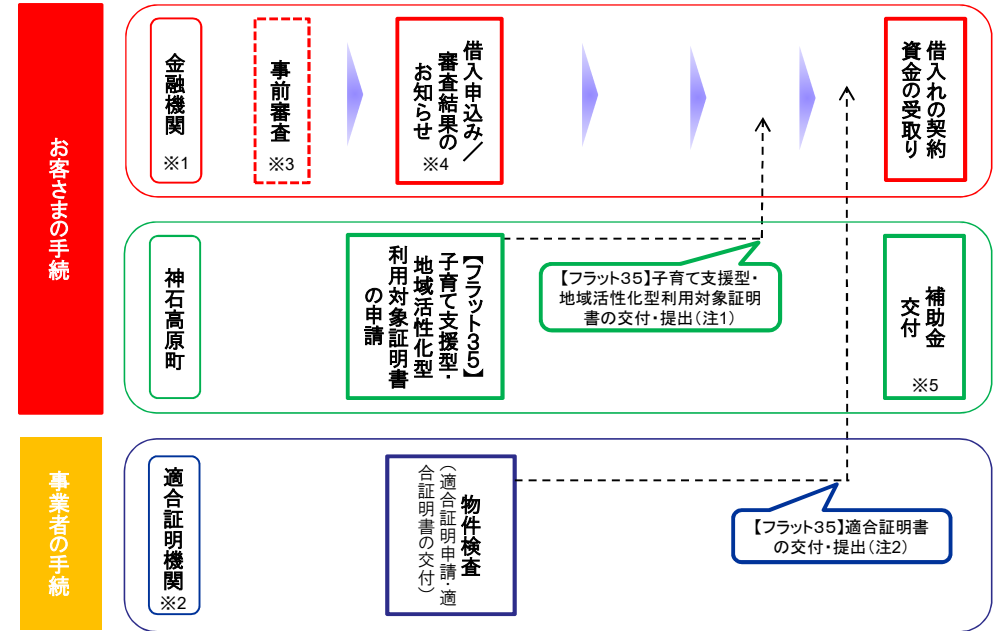 お客さまの手続
金融機関
※1
事前審査
※3
借入申込み／
審査結果の
お知らせ
※4
借入れの契約
資金の受取り
神石高原町
【フラット35】
子育て支援型・
地域活性化型
利用対象証明書
の申請
【フラット35】子育て支援型・
地域活性化型利用対象証明
書の交付・提出（注1）
補助金
交付
※5
事業者の手続
適合証明機関
※2
物件検査
（適合証明申請・適
合証明書の交付）
【フラット35】適合証明書
の交付・提出（注2）